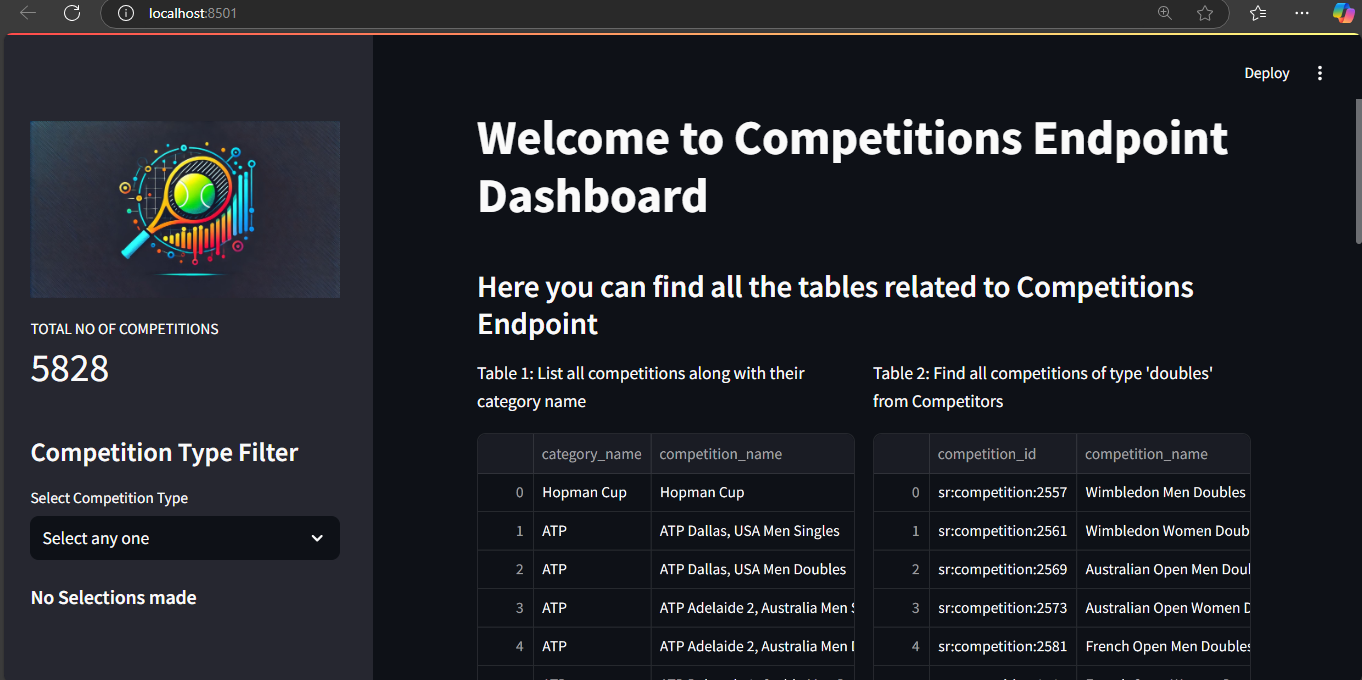 localhost:8501
Deploy
TOTAL NO OF COMPETITIONS
5828
Competition Type Filter
Select Competition Type
Select any one
No Selections made
Welcome to Competitions Endpoint
Dashboard
Here you can find all the tables related to Competitions
Endpoint
Table 1: List all competitions along with their
category name
category_name competition_name
0 Hopman Cup Hopman Cup
1 ATP ATP Dallas, USA Men Singles
2 ATP ATP Dallas, USA Men Doubles
3 ATP ATP Adelaide 2, Australia Men
4 ATP ATP Adelaide 2, Australia Men
Table 2: Find all competitions of type 'doubles'
from Competitors
competition_id competition_name
0 sr:competition:2557 Wimbledon Men Doubles
1 sr:competition:2561 Wimbledon Women Doub
2 sr:competition:2569 Australian Open Men Doul
3 sr:competition:2573 Australian Open Women D
4 sr:competition:2581 French Open Men Doubles